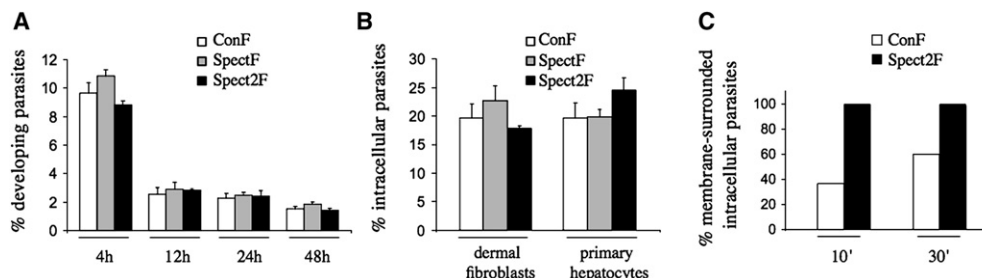 A
% developing parasites
12
10
8
6
4
2
0
ConF
SpectF
Spect2F
4h 12h 24h 48h
B
% intracellular parasites
30
25
20
15
10
5
0
ConF
SpectF
Spect2F
dermal fibroblasts
primary hepatocytes
C
% membrane-surrounded
intracellular parasites
ConF
Spect2F
100
80
60
40
20
0
10' 30'